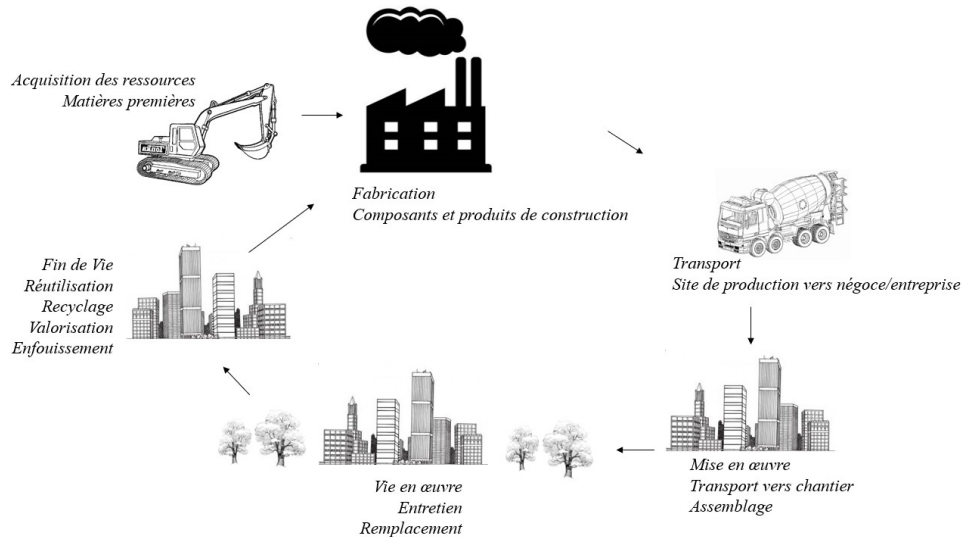 Acquisition des ressources
Matières premières
Fabrication
Composants et produits de construction
Transport
Site de production vers négoce/entreprise
Mise en œuvre
Transport vers chantier
Assemblage
Vie en œuvre
Entretien
Remplacement
Fin de Vie
Réutilisation
Recyclage
Valorisation
Enfouissement